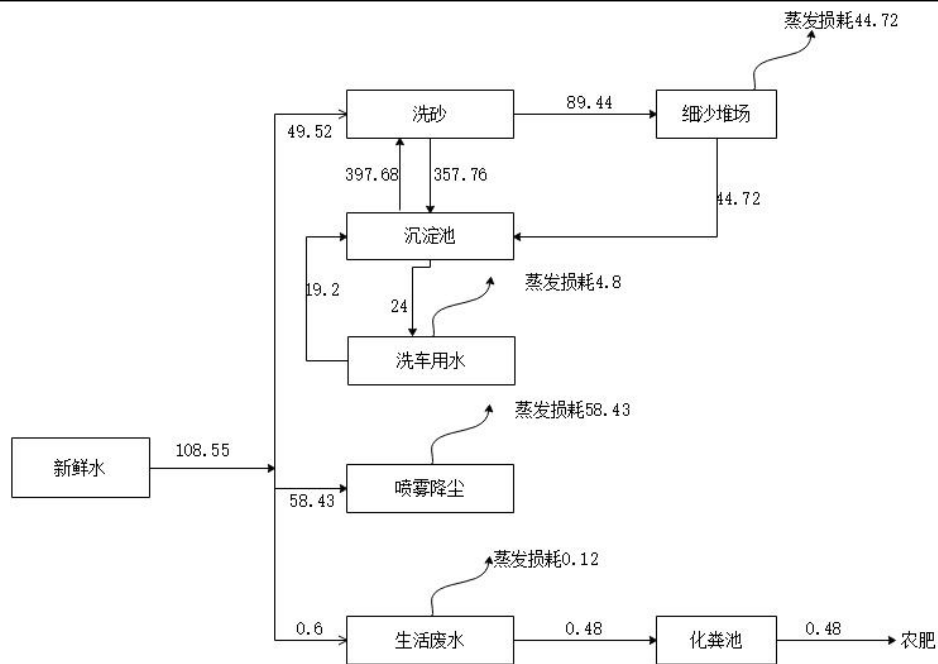 蒸发损耗44.72
洗砂
89.44
细沙堆场
49.52
397.68
357.76
44.72
沉淀池
19.2
24
蒸发损耗4.8
洗车用水
蒸发损耗58.43
新鲜水
108.55
喷雾降尘
58.43
蒸发损耗0.12
0.6
生活废水
0.48
化粪池
0.48
农肥